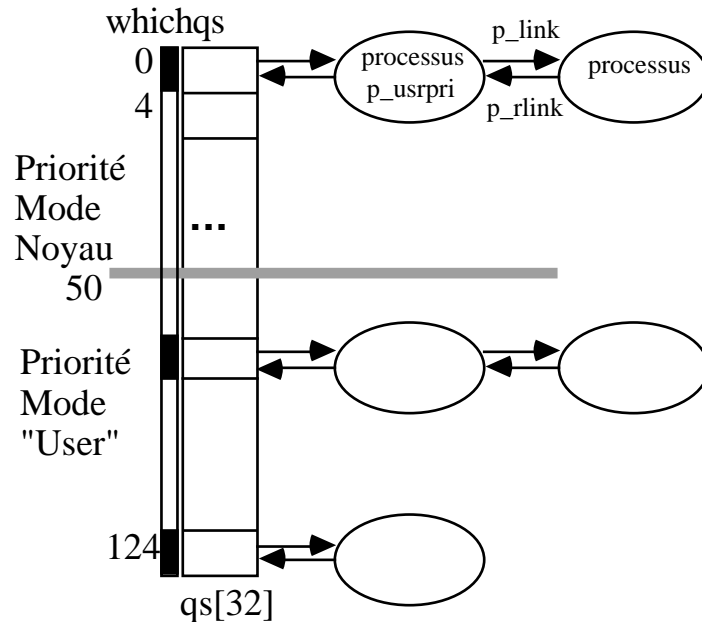 whichqs
0
4
p_link
processus
p_usrpri
processus
p_rlink
Priorité
Mode
Noyau
...
50
Priorité
Mode
"User"
124
qs[32]